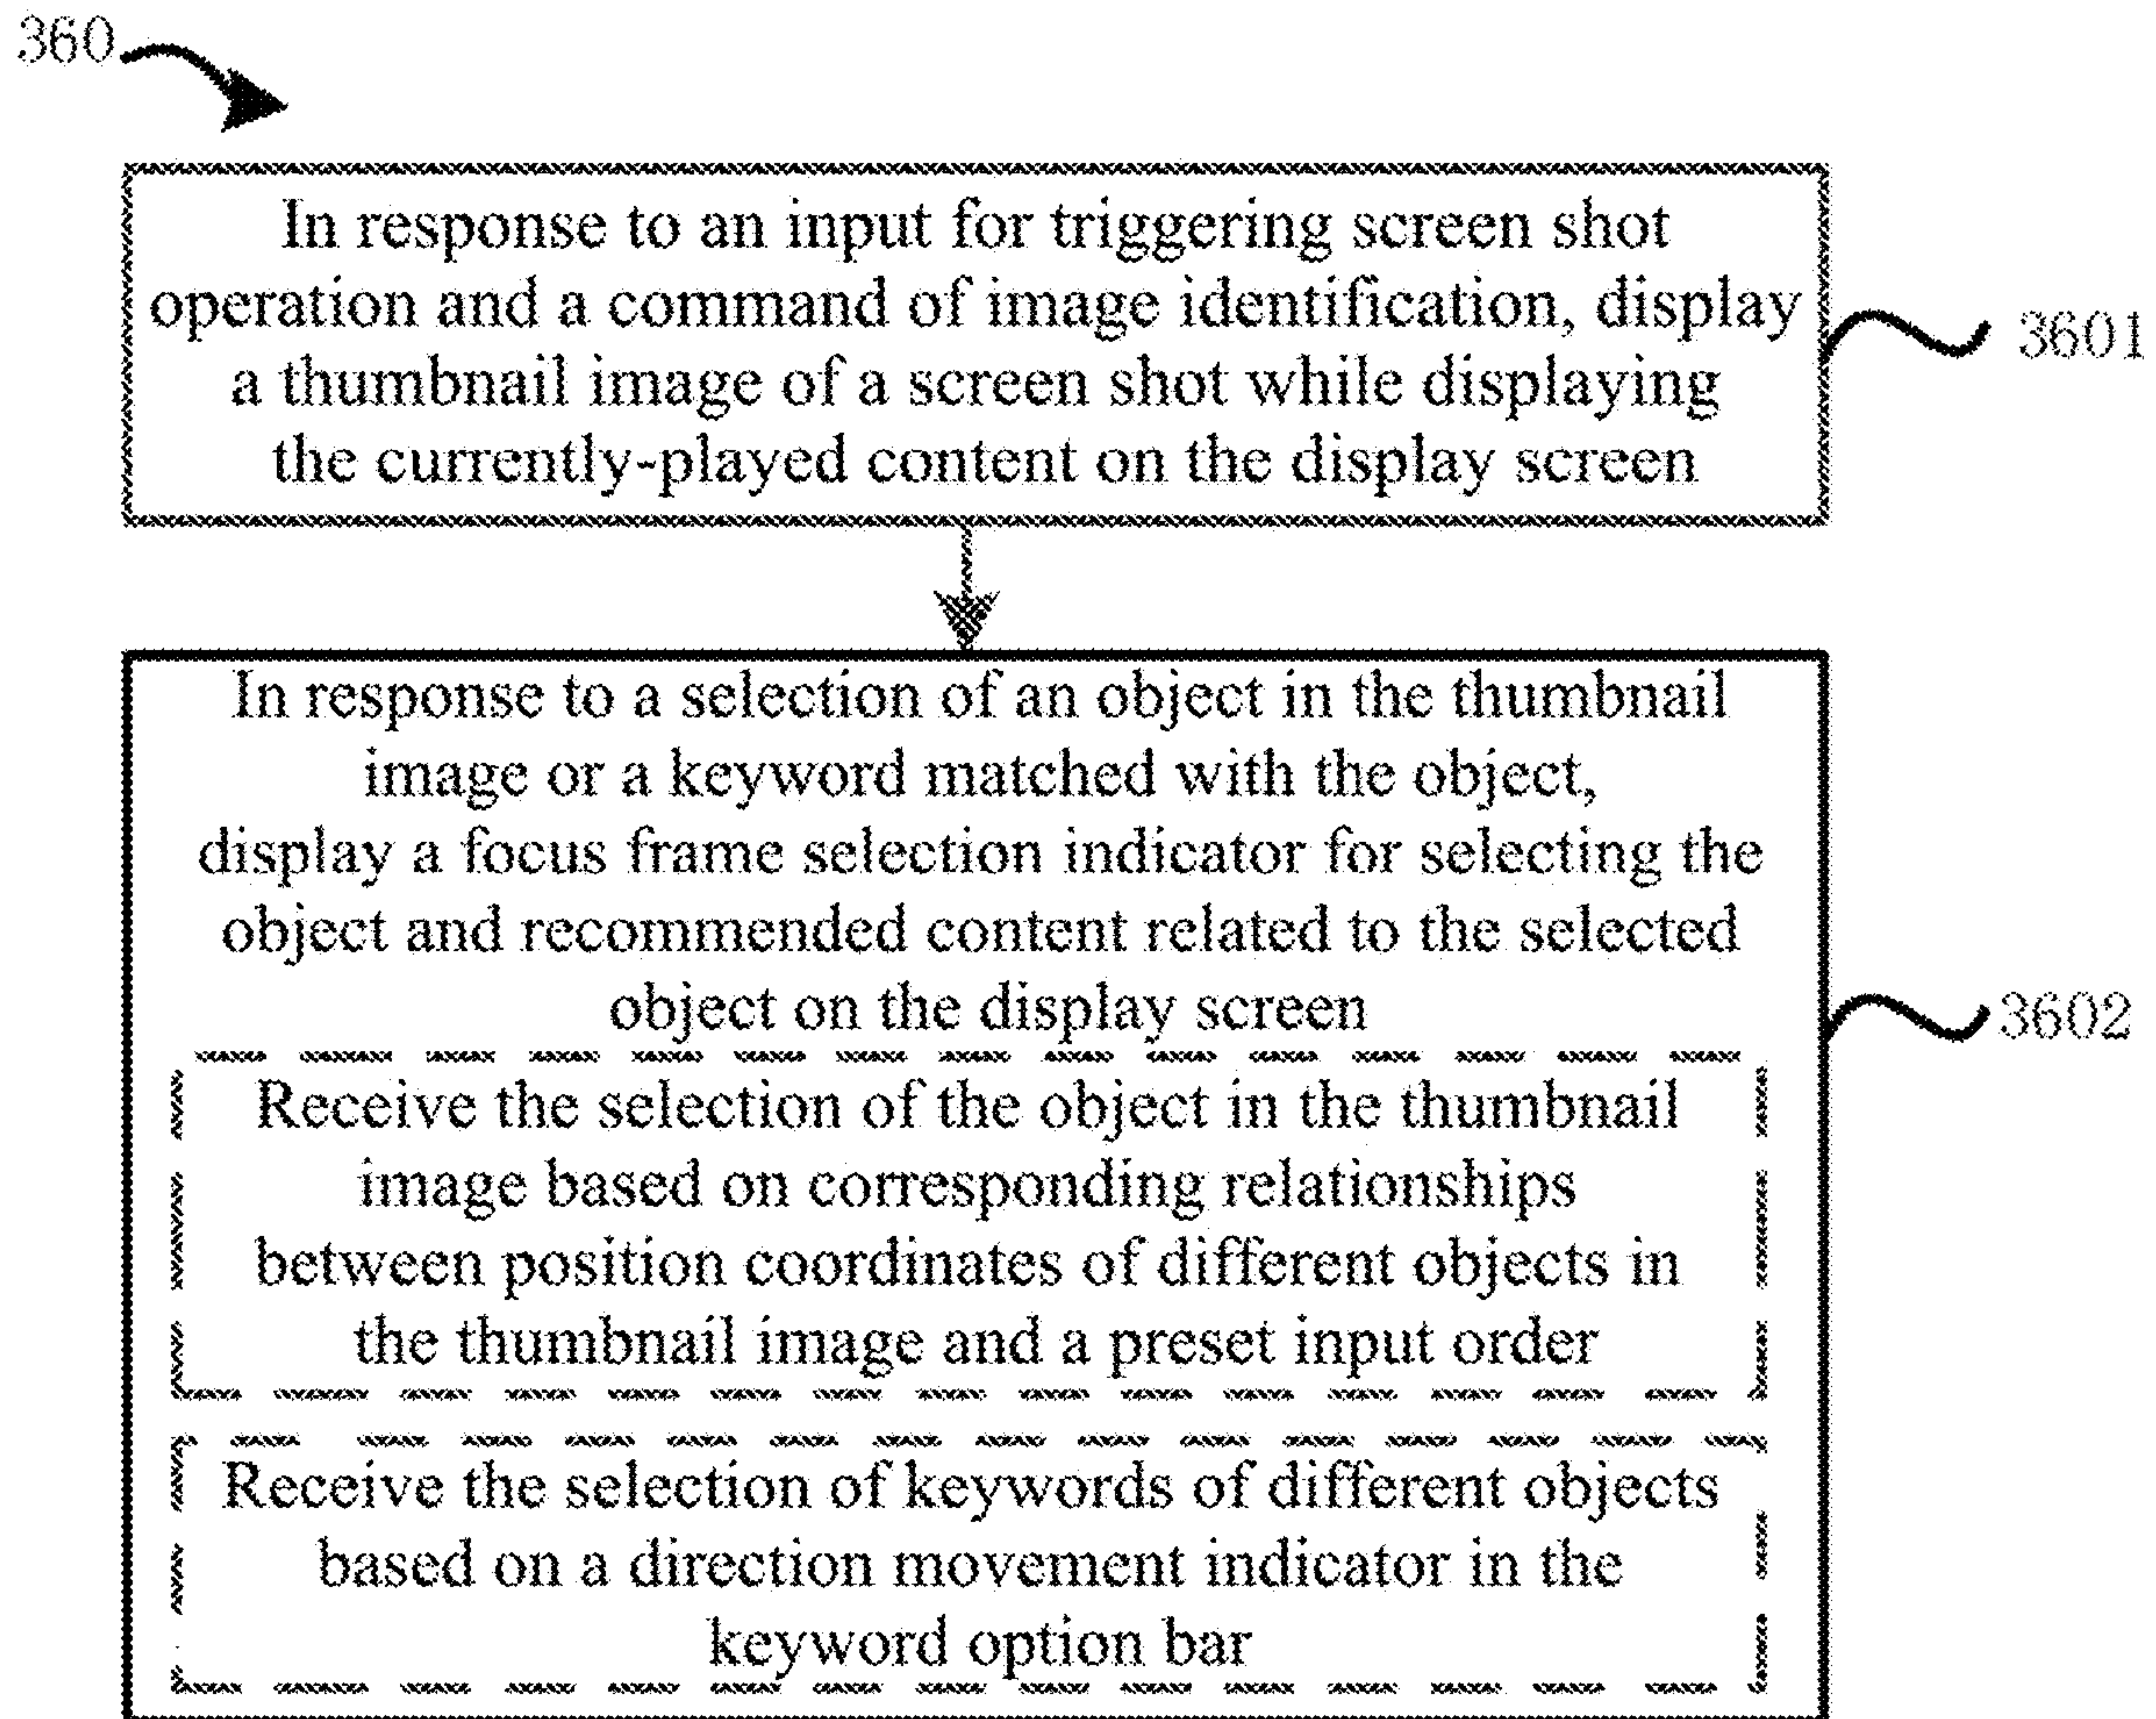 360
In response to an input for triggering screen shot
operation and a command of image identification, display
a thumbnail image of a screen shot while displaying
the currently-played content on the display screen
3601
In response to a selection of an object in the thumbnail
image or a keyword matched with the object,
display a focus frame selection indicator for selecting the
object and recommended content related to the selected
object on the display screen
3602
Receive the selection of the object in the thumbnail
image based on corresponding relationships
between position coordinates of different objects in
the thumbnail image and a preset input order
Receive the selection of keywords of different objects
based on a direction movement indicator in the
keyword option bar